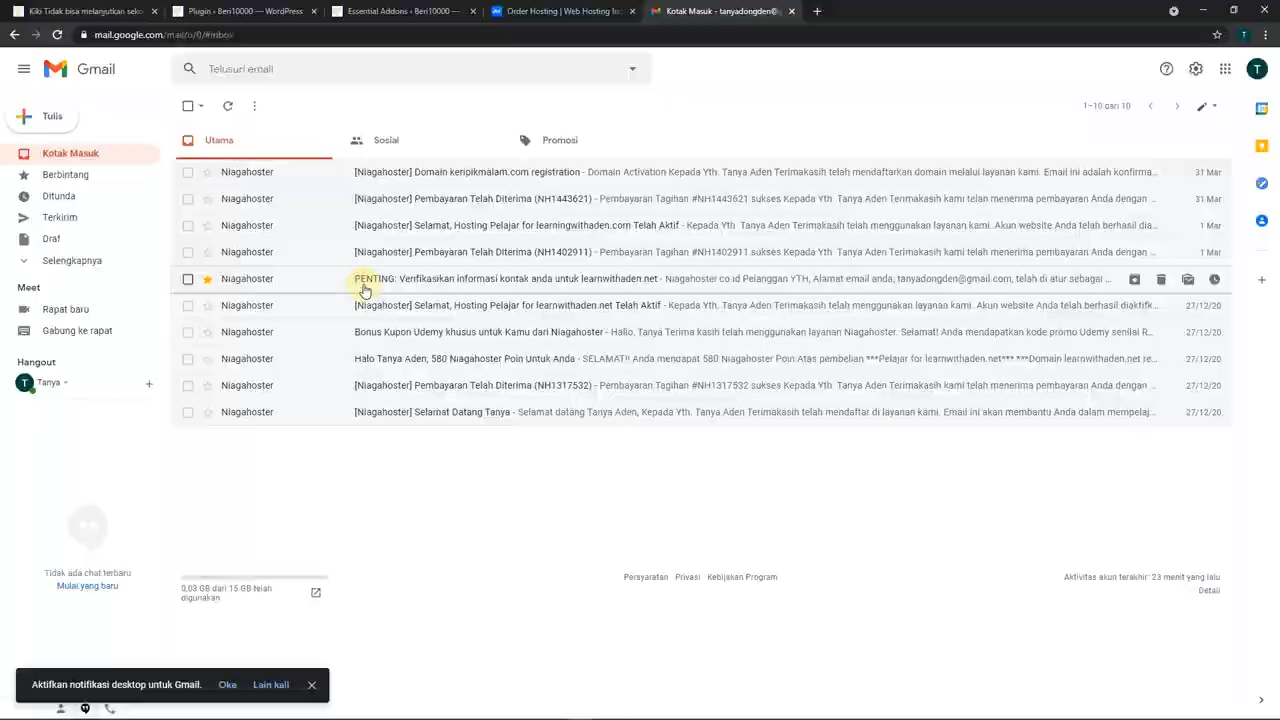 Kiki Tidak bisa melanjutkan selo
Plugin ‹ Beri10000 — WordPress
Essential Addons ‹ Beri10000 —
Order Hosting | Web Hosting Ind
Kotak Masuk - tanyadongden@g
mail.google.com/mail/u/0/#inbox
Gmail
Telusuri email
Tulis
1–10 dari 10
Utama
Sosial
Promosi
Kotak Masuk
Berbintang
Ditunda
Terkirim
Draf
Selengkapnya
Niagahoster [Niagahoster] Domain keripikmalam.com registration - Domain Activation Kepada Yth. Tanya Aden Terimakasih telah mendaftarkan domain melalui layanan kami. Email ini adalah konfirma... 31 Mar
Niagahoster [Niagahoster] Pembayaran Telah Diterima (NH1443621) - Pembayaran Tagihan #NH1443621 sukses Kepada Yth. Tanya Aden Terimakasih kami telah menerima pembayaran Anda dengan ... 31 Mar
Niagahoster [Niagahoster] Selamat, Hosting Pelajar for learningwithaden.com Telah Aktif - Kepada Yth. Tanya Aden Terimakasih telah menggunakan layanan kami. Akun website Anda telah berhasil dia... 1 Mar
Niagahoster [Niagahoster] Pembayaran Telah Diterima (NH1402911) - Pembayaran Tagihan #NH1402911 sukses Kepada Yth. Tanya Aden Terimakasih kami telah menerima pembayaran Anda dengan ... 1 Mar
Niagahoster PENTING: Verifikasikan informasi kontak anda untuk learnwithaden.net - Niagahoster.co.id Pelanggan YTH, Alamat email anda, tanyadongden@gmail.com, telah di atur sebagai ...
Niagahoster [Niagahoster] Selamat, Hosting Pelajar for learnwithaden.net Telah Aktif - Kepada Yth. Tanya Aden Terimakasih telah menggunakan layanan kami. Akun website Anda telah berhasil diaktifk... 27/12/20
Niagahoster Bonus Kupon Udemy khusus untuk Kamu dari Niagahoster - Hallo, Tanya Terima kasih telah menggunakan layanan Niagahoster. Selamat! Anda mendapatkan kode promo Udemy senilai R... 27/12/20
Niagahoster Halo Tanya Aden, 580 Niagahoster Poin Untuk Anda - SELAMAT!! Anda mendapat 580 Niagahoster Poin Atas pembelian ***Pelajar for learnwithaden.net*** ***Domain learnwithaden.net re... 27/12/20
Niagahoster [Niagahoster] Pembayaran Telah Diterima (NH1317532) - Pembayaran Tagihan #NH1317532 sukses Kepada Yth. Tanya Aden Terimakasih kami telah menerima pembayaran Anda dengan ... 27/12/20
Niagahoster [Niagahoster] Selamat Datang Tanya - Selamat datang Tanya Aden, Kepada Yth. Tanya Aden Terimakasih telah mendaftar di layanan kami. Email ini akan membantu Anda dalam mempelaj... 27/12/20
Meet
Rapat baru
Gabung ke rapat
Hangout
T Tanya
Tidak ada chat terbaru
Mulai yang baru
0,03 GB dari 15 GB telah
digunakan
Persyaratan Privasi Kebijakan Program
Aktivitas akun terakhir: 23 menit yang lalu
Detail
Aktifkan notifikasi desktop untuk Gmail. Oke Lain kali